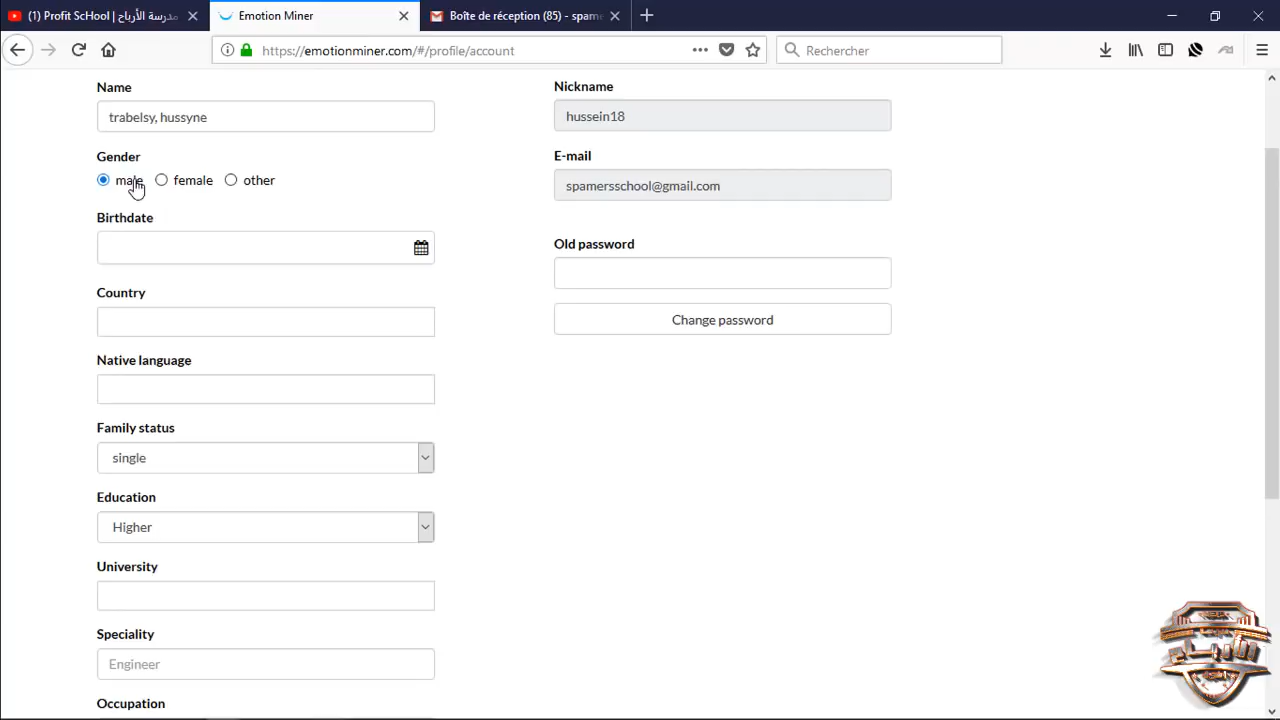 (1) Profit ScHool | مدرسة الأرباح
Emotion Miner
Boîte de réception (85) - spame
https://emotionminer.com/#/profile/account
Rechercher
Name
trabelsy, hussyne
Nickname
hussein18
Gender
male female other
E-mail
spamersschool@gmail.com
Birthdate
Old password
Change password
Country
Native language
Family status
single
Education
Higher
University
Speciality
Engineer
Occupation